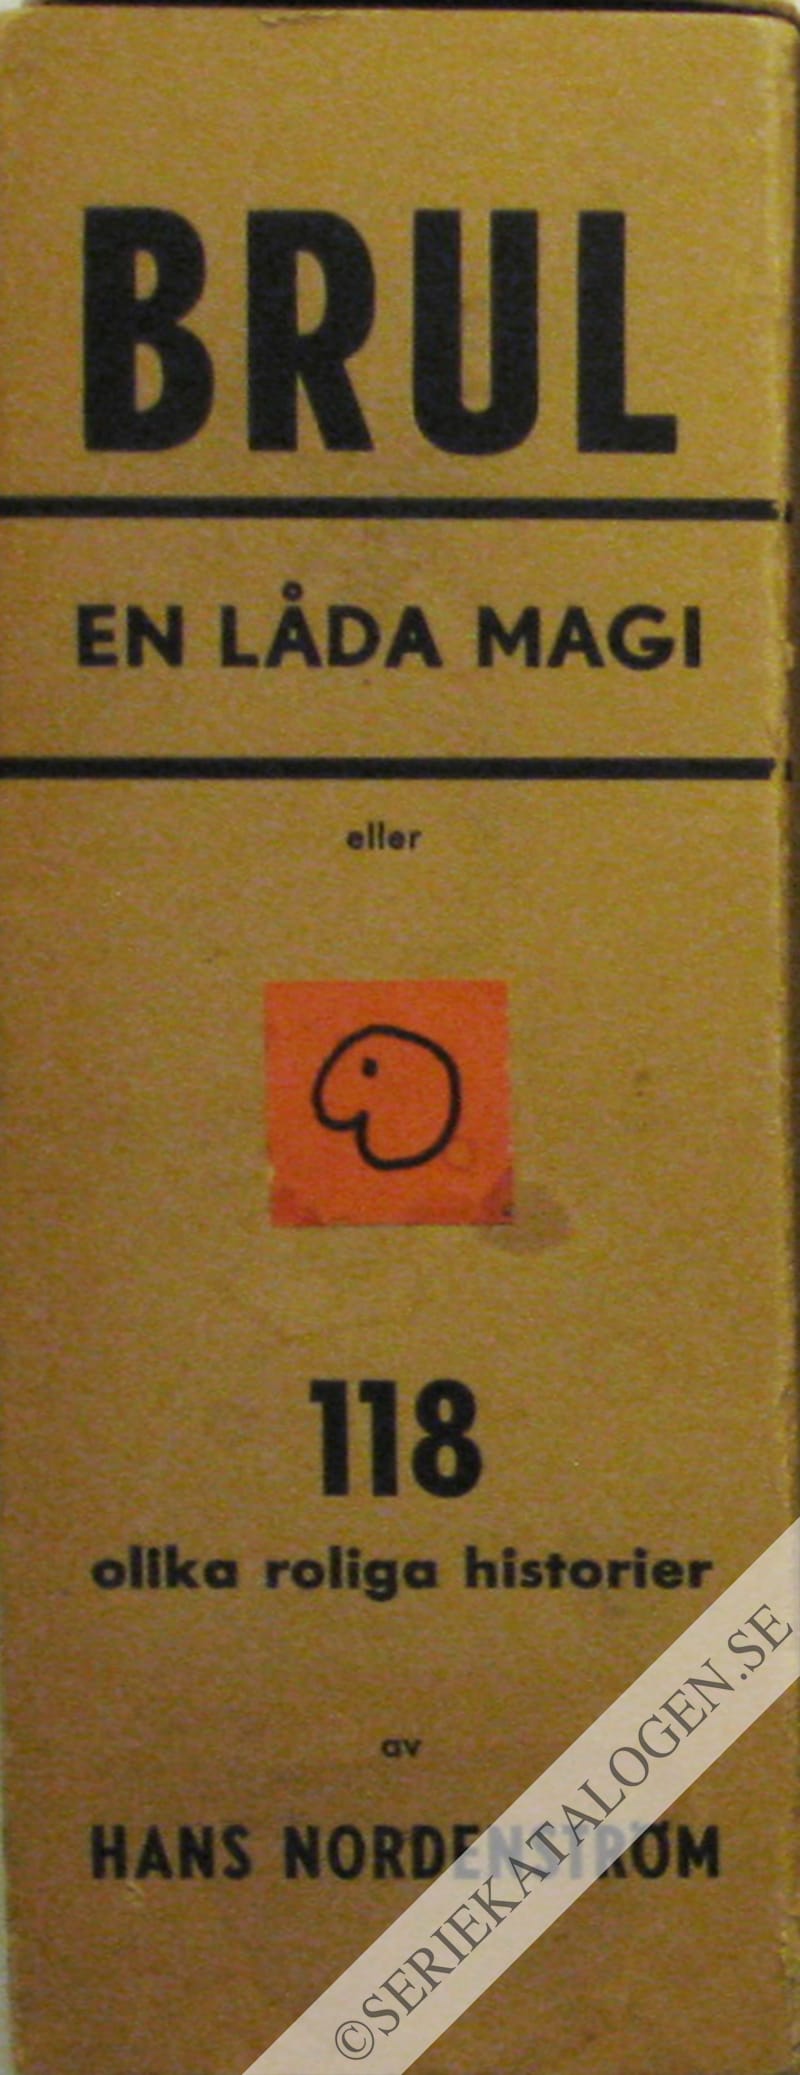 BRUL
EN LÅDA MAGI
eller
118
olika roliga historier
av
HANS NORDENSTRÖM
©SERIEKATALOGEN.SE